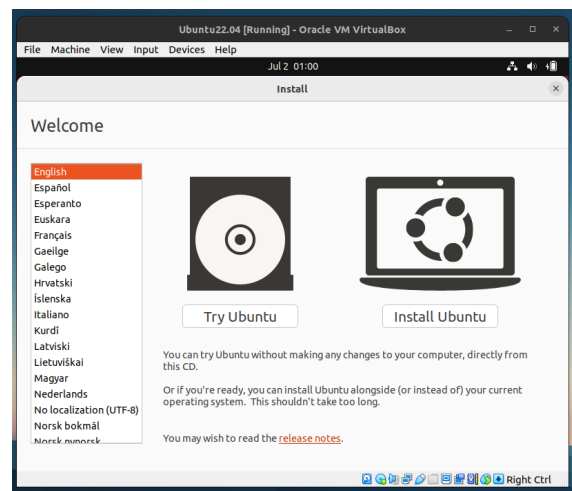 Ubuntu22.04 [Running] - Oracle VM VirtualBox
File Machine View Input Devices Help
Jul 2 01:00
Install
Welcome
English
Español
Esperanto
Euskara
Français
Gaeilge
Galego
Hrvatski
Íslenska
Italiano
Kurdî
Latviski
Lietuviškai
Magyar
Nederlands
No localization (UTF-8)
Norsk bokmål
Norsk nynorsk
Try Ubuntu
Install Ubuntu
You can try Ubuntu without making any changes to your computer, directly from
this CD.
Or if you're ready, you can install Ubuntu alongside (or instead of) your current
operating system. This shouldn't take too long.
You may wish to read the release notes.
Right Ctrl